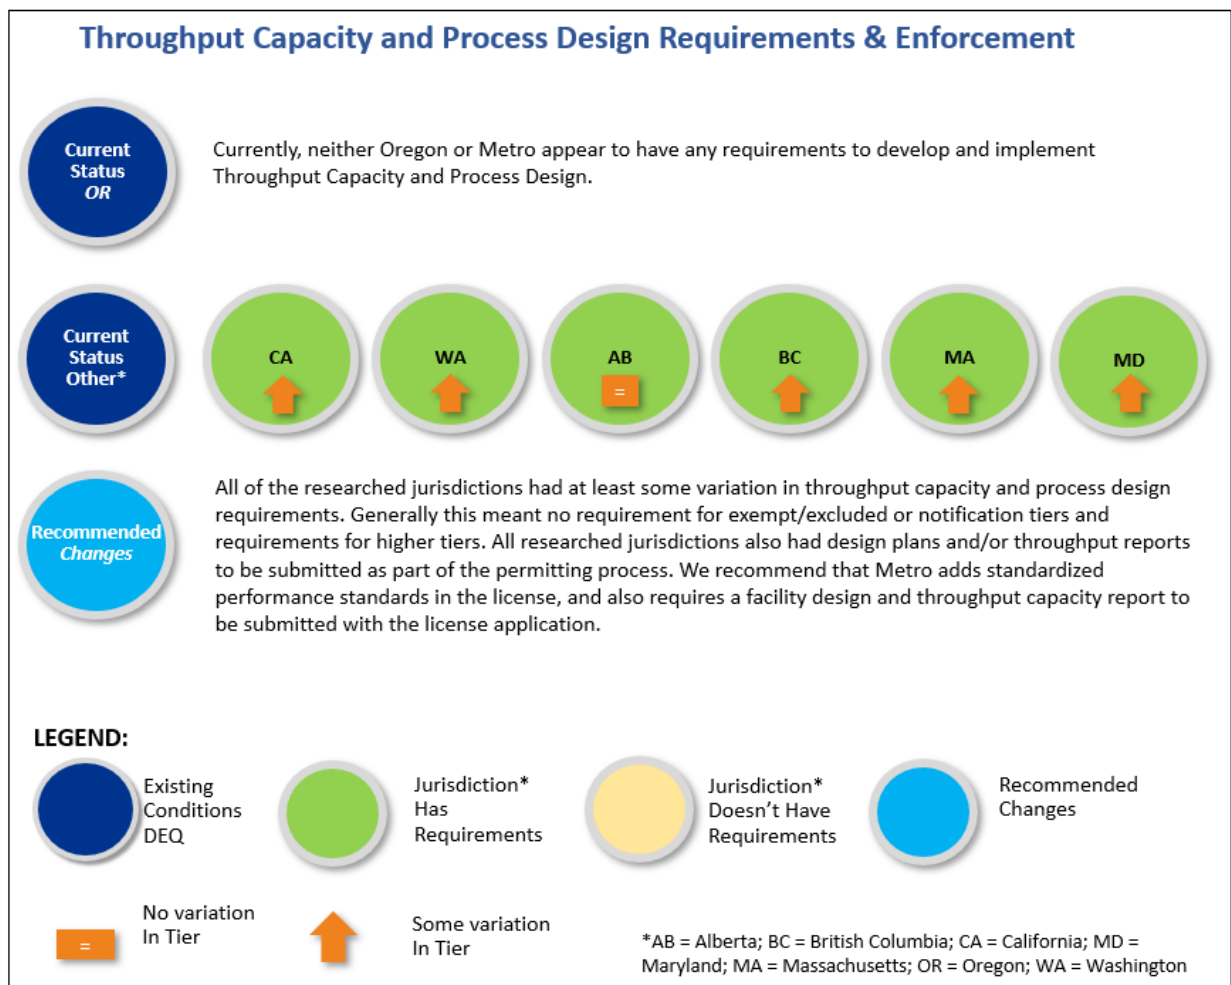 Throughput Capacity and Process Design Requirements & Enforcement
Current
Status
OR
Currently, neither Oregon or Metro appear to have any requirements to develop and implement
Throughput Capacity and Process Design.
Current
Status
Other*
CA
WA
AB
=
BC
MA
MD
Recommended
Changes
All of the researched jurisdictions had at least some variation in throughput capacity and process design
requirements. Generally this meant no requirement for exempt/excluded or notification tiers and
requirements for higher tiers. All researched jurisdictions also had design plans and/or throughput reports
to be submitted as part of the permitting process. We recommend that Metro adds standardized
performance standards in the license, and also requires a facility design and throughput capacity report to
be submitted with the license application.
LEGEND:
Existing
Conditions
DEQ
Jurisdiction*
Has
Requirements
Jurisdiction*
Doesn’t Have
Requirements
Recommended
Changes
=
No variation
In Tier
Some variation
In Tier
*AB = Alberta; BC = British Columbia; CA = California; MD =
Maryland; MA = Massachusetts; OR = Oregon; WA = Washington